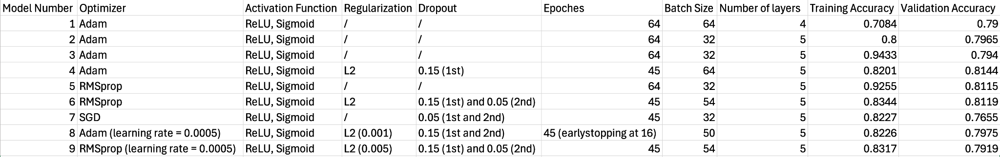 Model Number Optimizer Activation Function Regularization Dropout Epoches Batch Size Number of layers Training Accuracy Validation Accuracy
1 Adam ReLU, Sigmoid / / 64 64 4 0.7084 0.79
2 Adam ReLU, Sigmoid / / 64 32 5 0.8 0.7965
3 Adam ReLU, Sigmoid / / 64 32 5 0.9433 0.794
4 Adam ReLU, Sigmoid L2 0.15 (1st) 45 64 5 0.8201 0.8144
5 RMSprop ReLU, Sigmoid / / 64 32 5 0.9255 0.8115
6 RMSprop ReLU, Sigmoid L2 0.15 (1st) and 0.05 (2nd) 45 54 5 0.8344 0.8119
7 SGD ReLU, Sigmoid / 0.05 (1st and 2nd) 45 32 5 0.8227 0.7655
8 Adam (learning rate = 0.0005) ReLU, Sigmoid L2 (0.001) 0.15 (1st and 2nd) 45 (earlystopping at 16) 50 5 0.8226 0.7975
9 RMSprop (learning rate = 0.0005) ReLU, Sigmoid L2 (0.005) 0.15 (1st) and 0.05 (2nd) 45 54 5 0.8317 0.7919